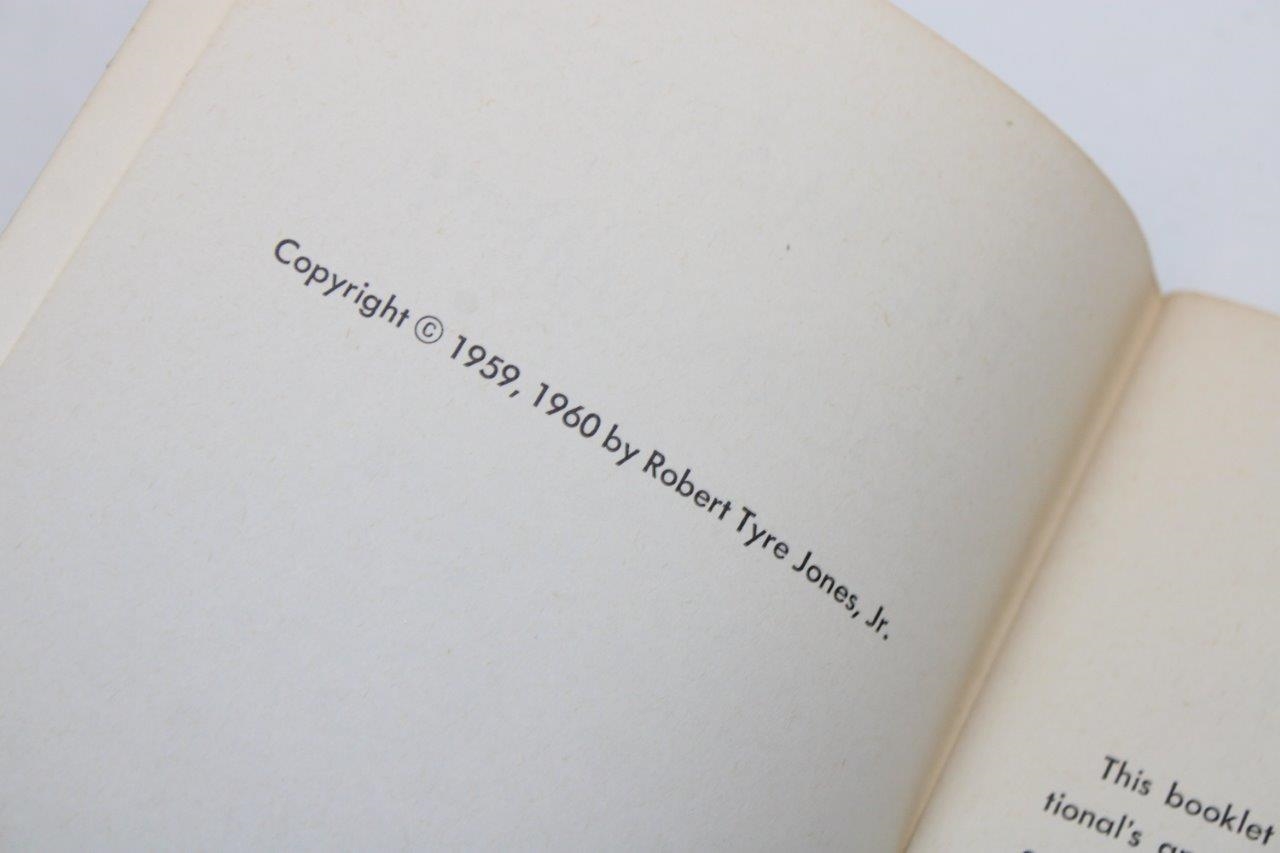 Copyright © 1959, 1960 by Robert Tyre Jones, Jr.
This booklet
tional's